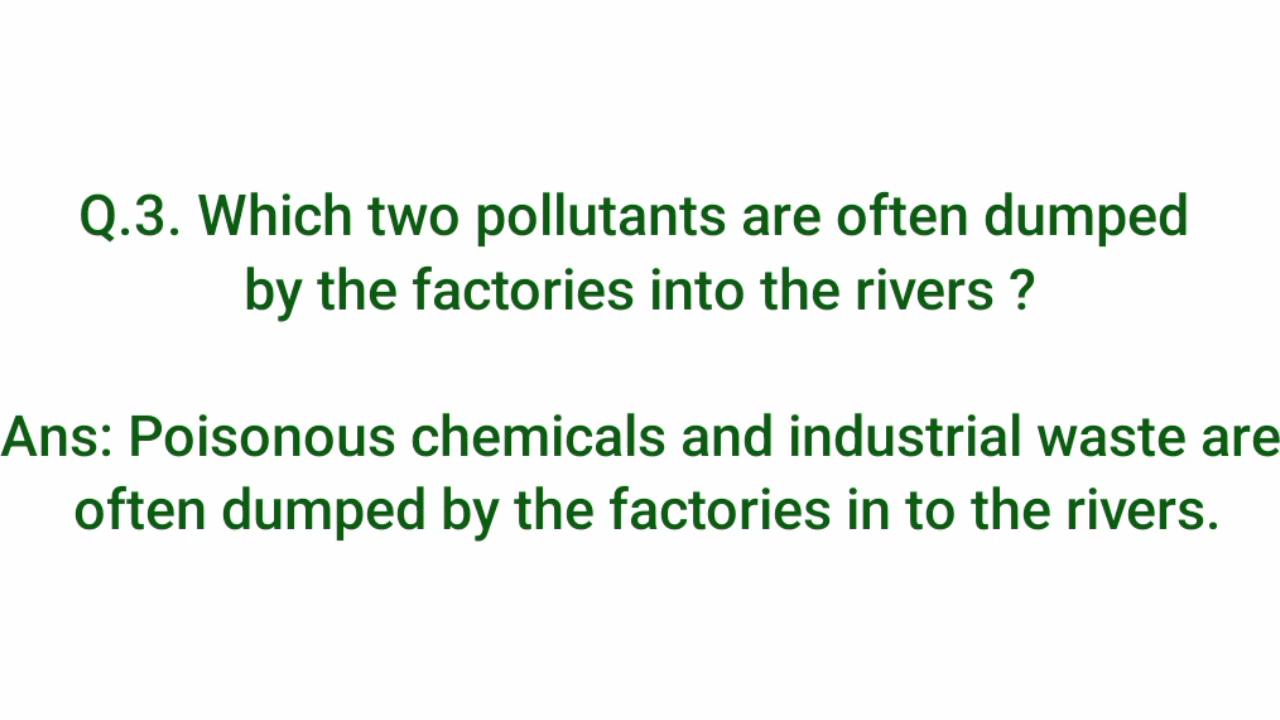 Q.3. Which two pollutants are often dumped
by the factories into the rivers ?
Ans: Poisonous chemicals and industrial waste are
often dumped by the factories in to the rivers.